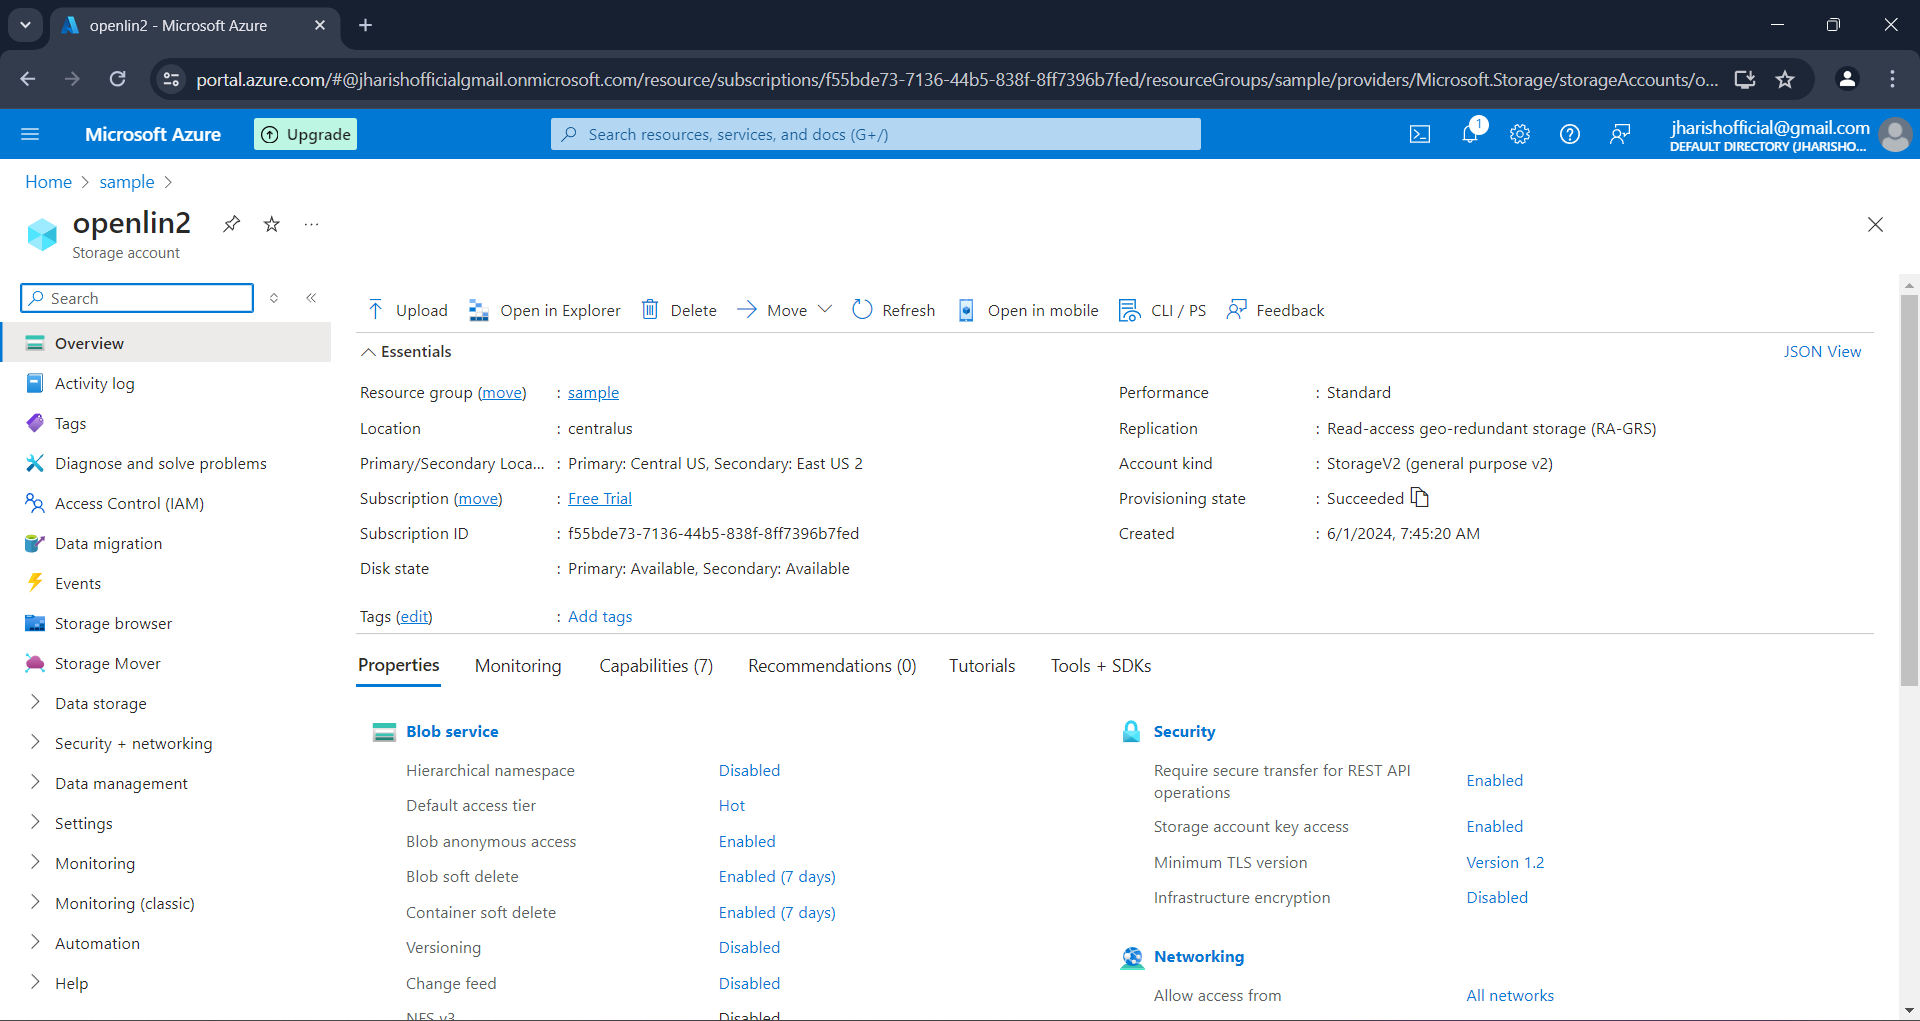 openlin2 - Microsoft Azure
portal.azure.com/#@jharishofficialgmail.onmicrosoft.com/resource/subscriptions/f55bde73-7136-44b5-838f-8ff7396b7fed/resourceGroups/sample/providers/Microsoft.Storage/storageAccounts/o...
Microsoft Azure
Upgrade
Search resources, services, and docs (G+/)
1
jharishofficial@gmail.com
DEFAULT DIRECTORY (JHARISHO...
Home > sample >
openlin2
Storage account
Search
Overview
Activity log
Tags
Diagnose and solve problems
Access Control (IAM)
Data migration
Events
Storage browser
Storage Mover
Data storage
Security + networking
Data management
Settings
Monitoring
Monitoring (classic)
Automation
Help
Upload Open in Explorer Delete Move Refresh Open in mobile CLI / PS Feedback
Essentials
JSON View
Resource group (move) : sample
Location : centralus
Primary/Secondary Loca... : Primary: Central US, Secondary: East US 2
Subscription (move) : Free Trial
Subscription ID : f55bde73-7136-44b5-838f-8ff7396b7fed
Disk state : Primary: Available, Secondary: Available
Tags (edit) : Add tags
Performance : Standard
Replication : Read-access geo-redundant storage (RA-GRS)
Account kind : StorageV2 (general purpose v2)
Provisioning state : Succeeded
Created : 6/1/2024, 7:45:20 AM
Properties Monitoring Capabilities (7) Recommendations (0) Tutorials Tools + SDKs
Blob service
Hierarchical namespace Disabled
Default access tier Hot
Blob anonymous access Enabled
Blob soft delete Enabled (7 days)
Container soft delete Enabled (7 days)
Versioning Disabled
Change feed Disabled
NFS v3 Disabled
Security
Require secure transfer for REST API
operations Enabled
Storage account key access Enabled
Minimum TLS version Version 1.2
Infrastructure encryption Disabled
Networking
Allow access from All networks